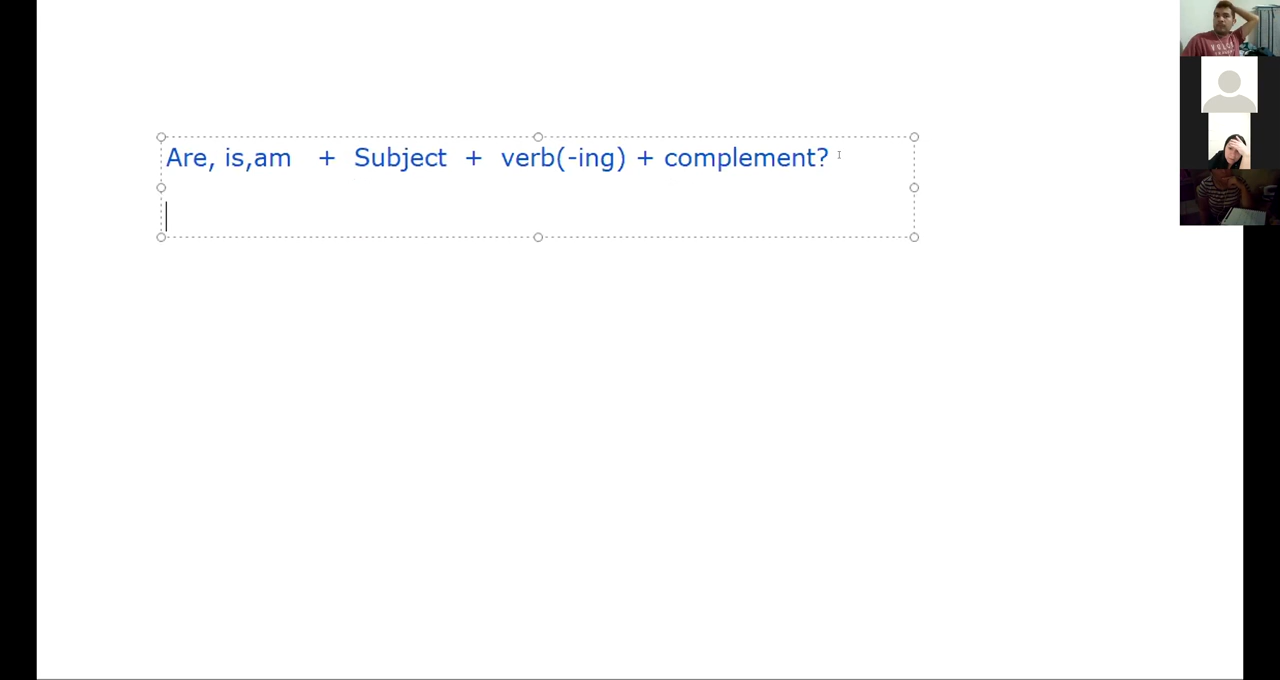 Are, is,am + Subject + verb(-ing) + complement?